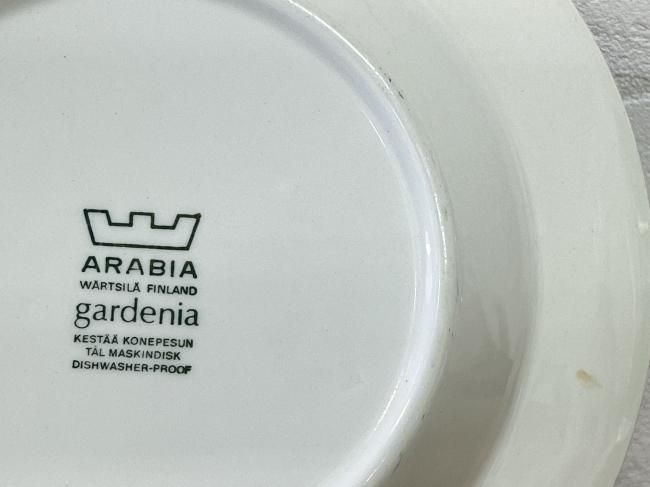 ARABIA
WÄRTSILÄ FINLAND
gardenia
KESTÄÄ KONEPESUN
TÅL MASKINDISK
DISHWASHER-PROOF